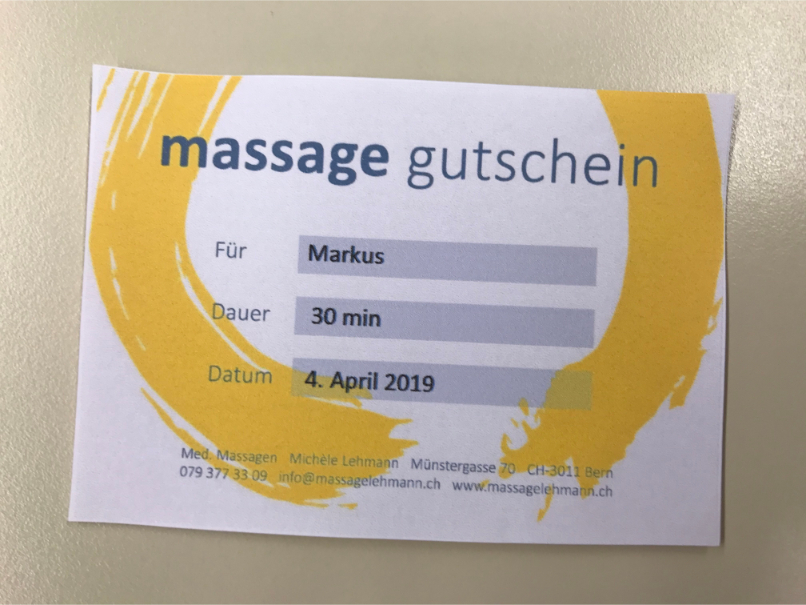 massage gutschein
Für Markus
Dauer 30 min
Datum 4. April 2019
Med. Massagen Michèle Lehmann Münstergasse 70 CH-3011 Bern
079 377 33 09 info@massagelehmann.ch www.massagelehmann.ch